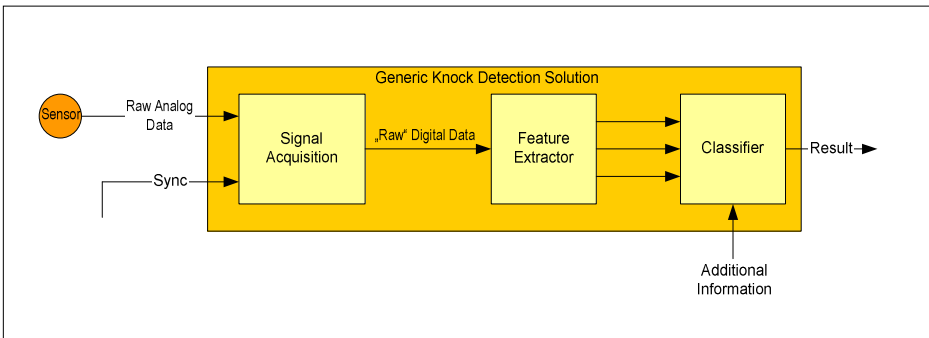 Generic Knock Detection Solution
Sensor
Raw Analog
Data
Sync
Signal
Acquisition
„Raw“ Digital Data
Feature
Extractor
Classifier
Result
Additional
Information